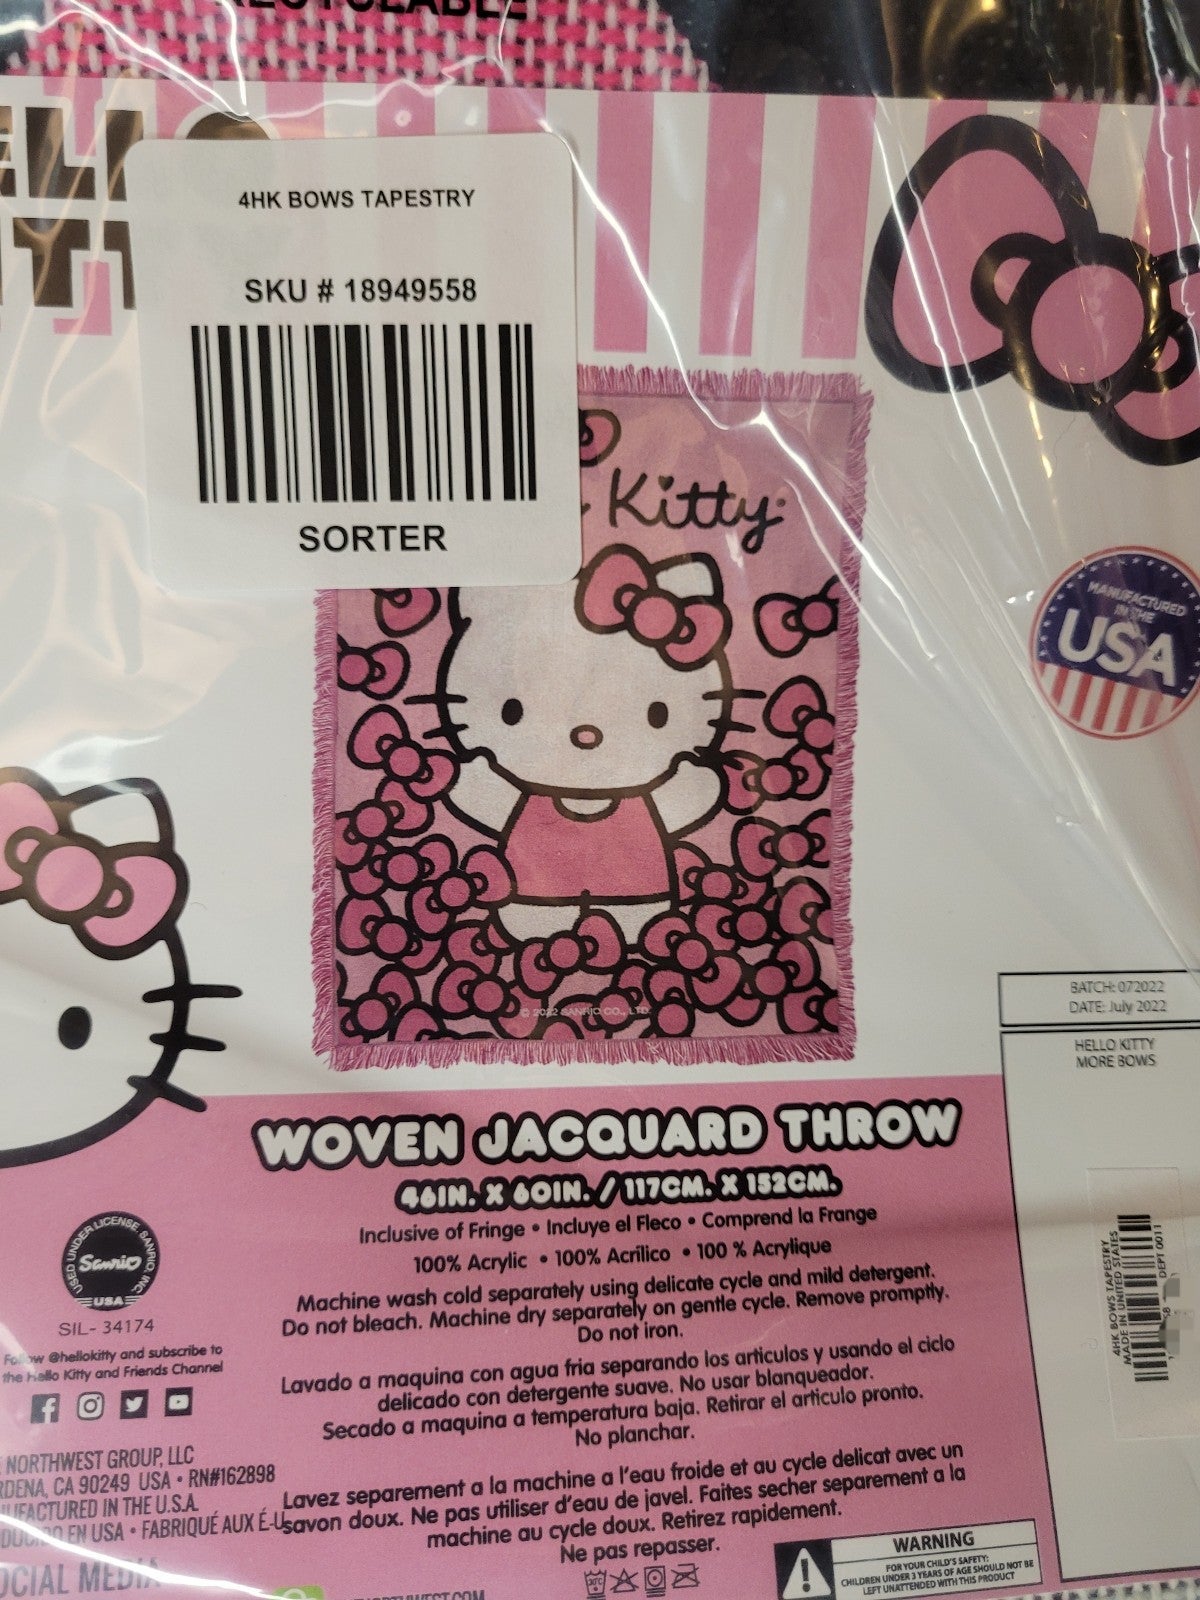 RECYCLABLE
4HK BOWS TAPESTRY
SKU # 18949558
SORTER
Kitty
MANUFACTURED
IN THE
USA
© 2022 SANRIO CO., LTD.
BATCH: 072022
DATE: July 2022
HELLO KITTY
MORE BOWS
WOVEN JACQUARD THROW
46IN. X 60IN. / 117CM. X 152CM.
Inclusive of Fringe • Incluye el Fleco • Comprend la Frange
100% Acrylic • 100% Acrílico • 100 % Acrylique
Machine wash cold separately using delicate cycle and mild detergent.
Do not bleach. Machine dry separately on gentle cycle. Remove promptly.
Do not iron.
Lavado a maquina con agua fria separando los articulos y usando el ciclo
delicado con detergente suave. No usar blanqueador.
Secado a maquina a temperatura baja. Retirar el articulo pronto.
No planchar.
Lavez separement a la machine a l'eau froide et au cycle delicat avec un
savon doux. Ne pas utiliser d'eau de javel. Faites secher separement a la
machine au cycle doux. Retirez rapidement.
Ne pas repasser.
USED UNDER LICENSE, SANRIO, INC.
Sanrio
USA
SIL-34174
Follow @hellokitty and subscribe to
the Hello Kitty and Friends Channel
NORTHWEST GROUP, LLC
CA 90249 USA • RN#162898
IN THE U.S.A.
EN USA • FABRIQUÉ AUX É-U
SOCIAL MEDIA
WARNING
FOR YOUR CHILD'S SAFETY:
CHILDREN UNDER 3 YEARS OF AGE SHOULD NOT BE
LEFT UNATTENDED WITH THIS PRODUCT
4HK BOWS TAPESTRY
MADE IN UNITED STATES
DEPT 0011